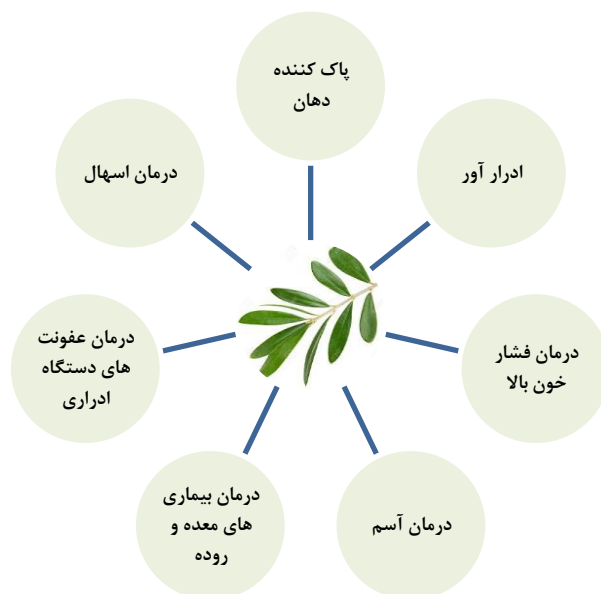 پاک کننده
دهان
ادرار آور
درمان فشار
خون بالا
درمان آسم
درمان بیماری
های معده و
روده
درمان عفونت
های دستگاه
ادراری
درمان اسهال